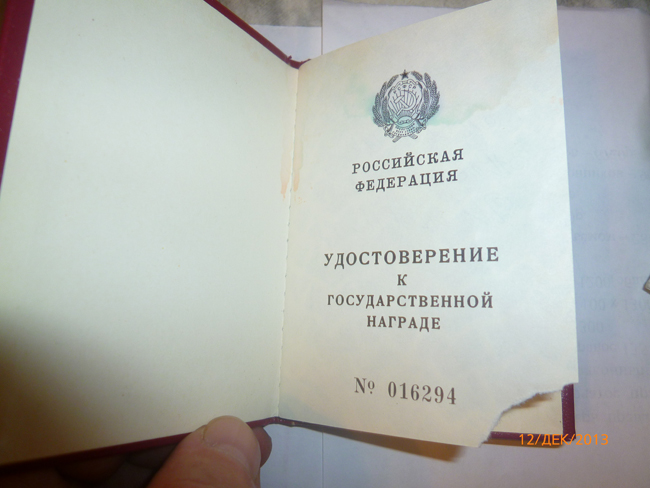 РОССИЙСКАЯ
ФЕДЕРАЦИЯ
УДОСТОВЕРЕНИЕ
К
ГОСУДАРСТВЕННОЙ
НАГРАДЕ
№ 016294
12/ДЕК/2013